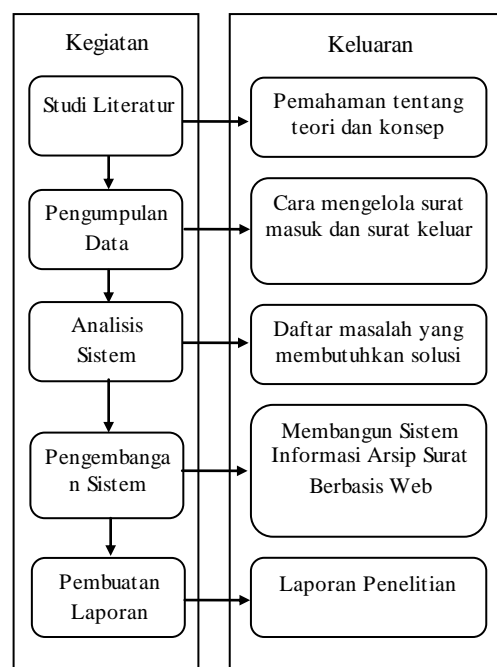 Kegiatan
Keluaran
Studi Literatur
Pemahaman tentang
teori dan konsep
Pengumpulan
Data
Cara mengelola surat
masuk dan surat keluar
Analisis
Sistem
Daftar masalah yang
membutuhkan solusi
Pengembanga
n Sistem
Membangun Sistem
Informasi Arsip Surat
Berbasis Web
Pembuatan
Laporan
Laporan Penelitian